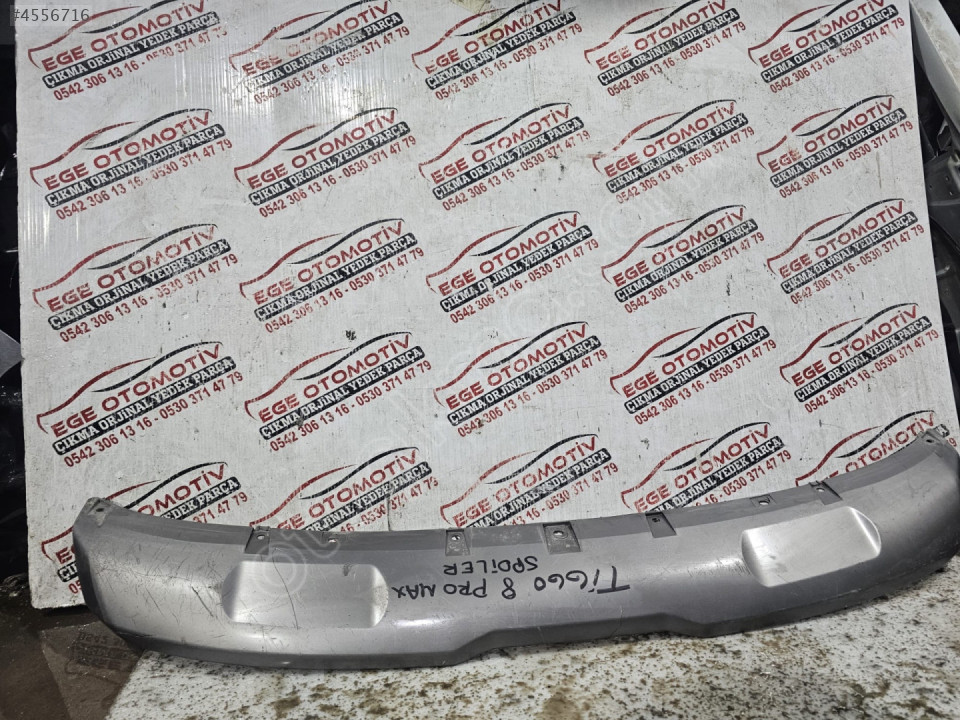 #4556716
EGE OTOMOTİV
ÇIKMA ORJİNAL YEDEK PARÇA
0542 306 13 16 - 0530 371 47 79
TİGGO 8 PRO MAX
SPOİLER